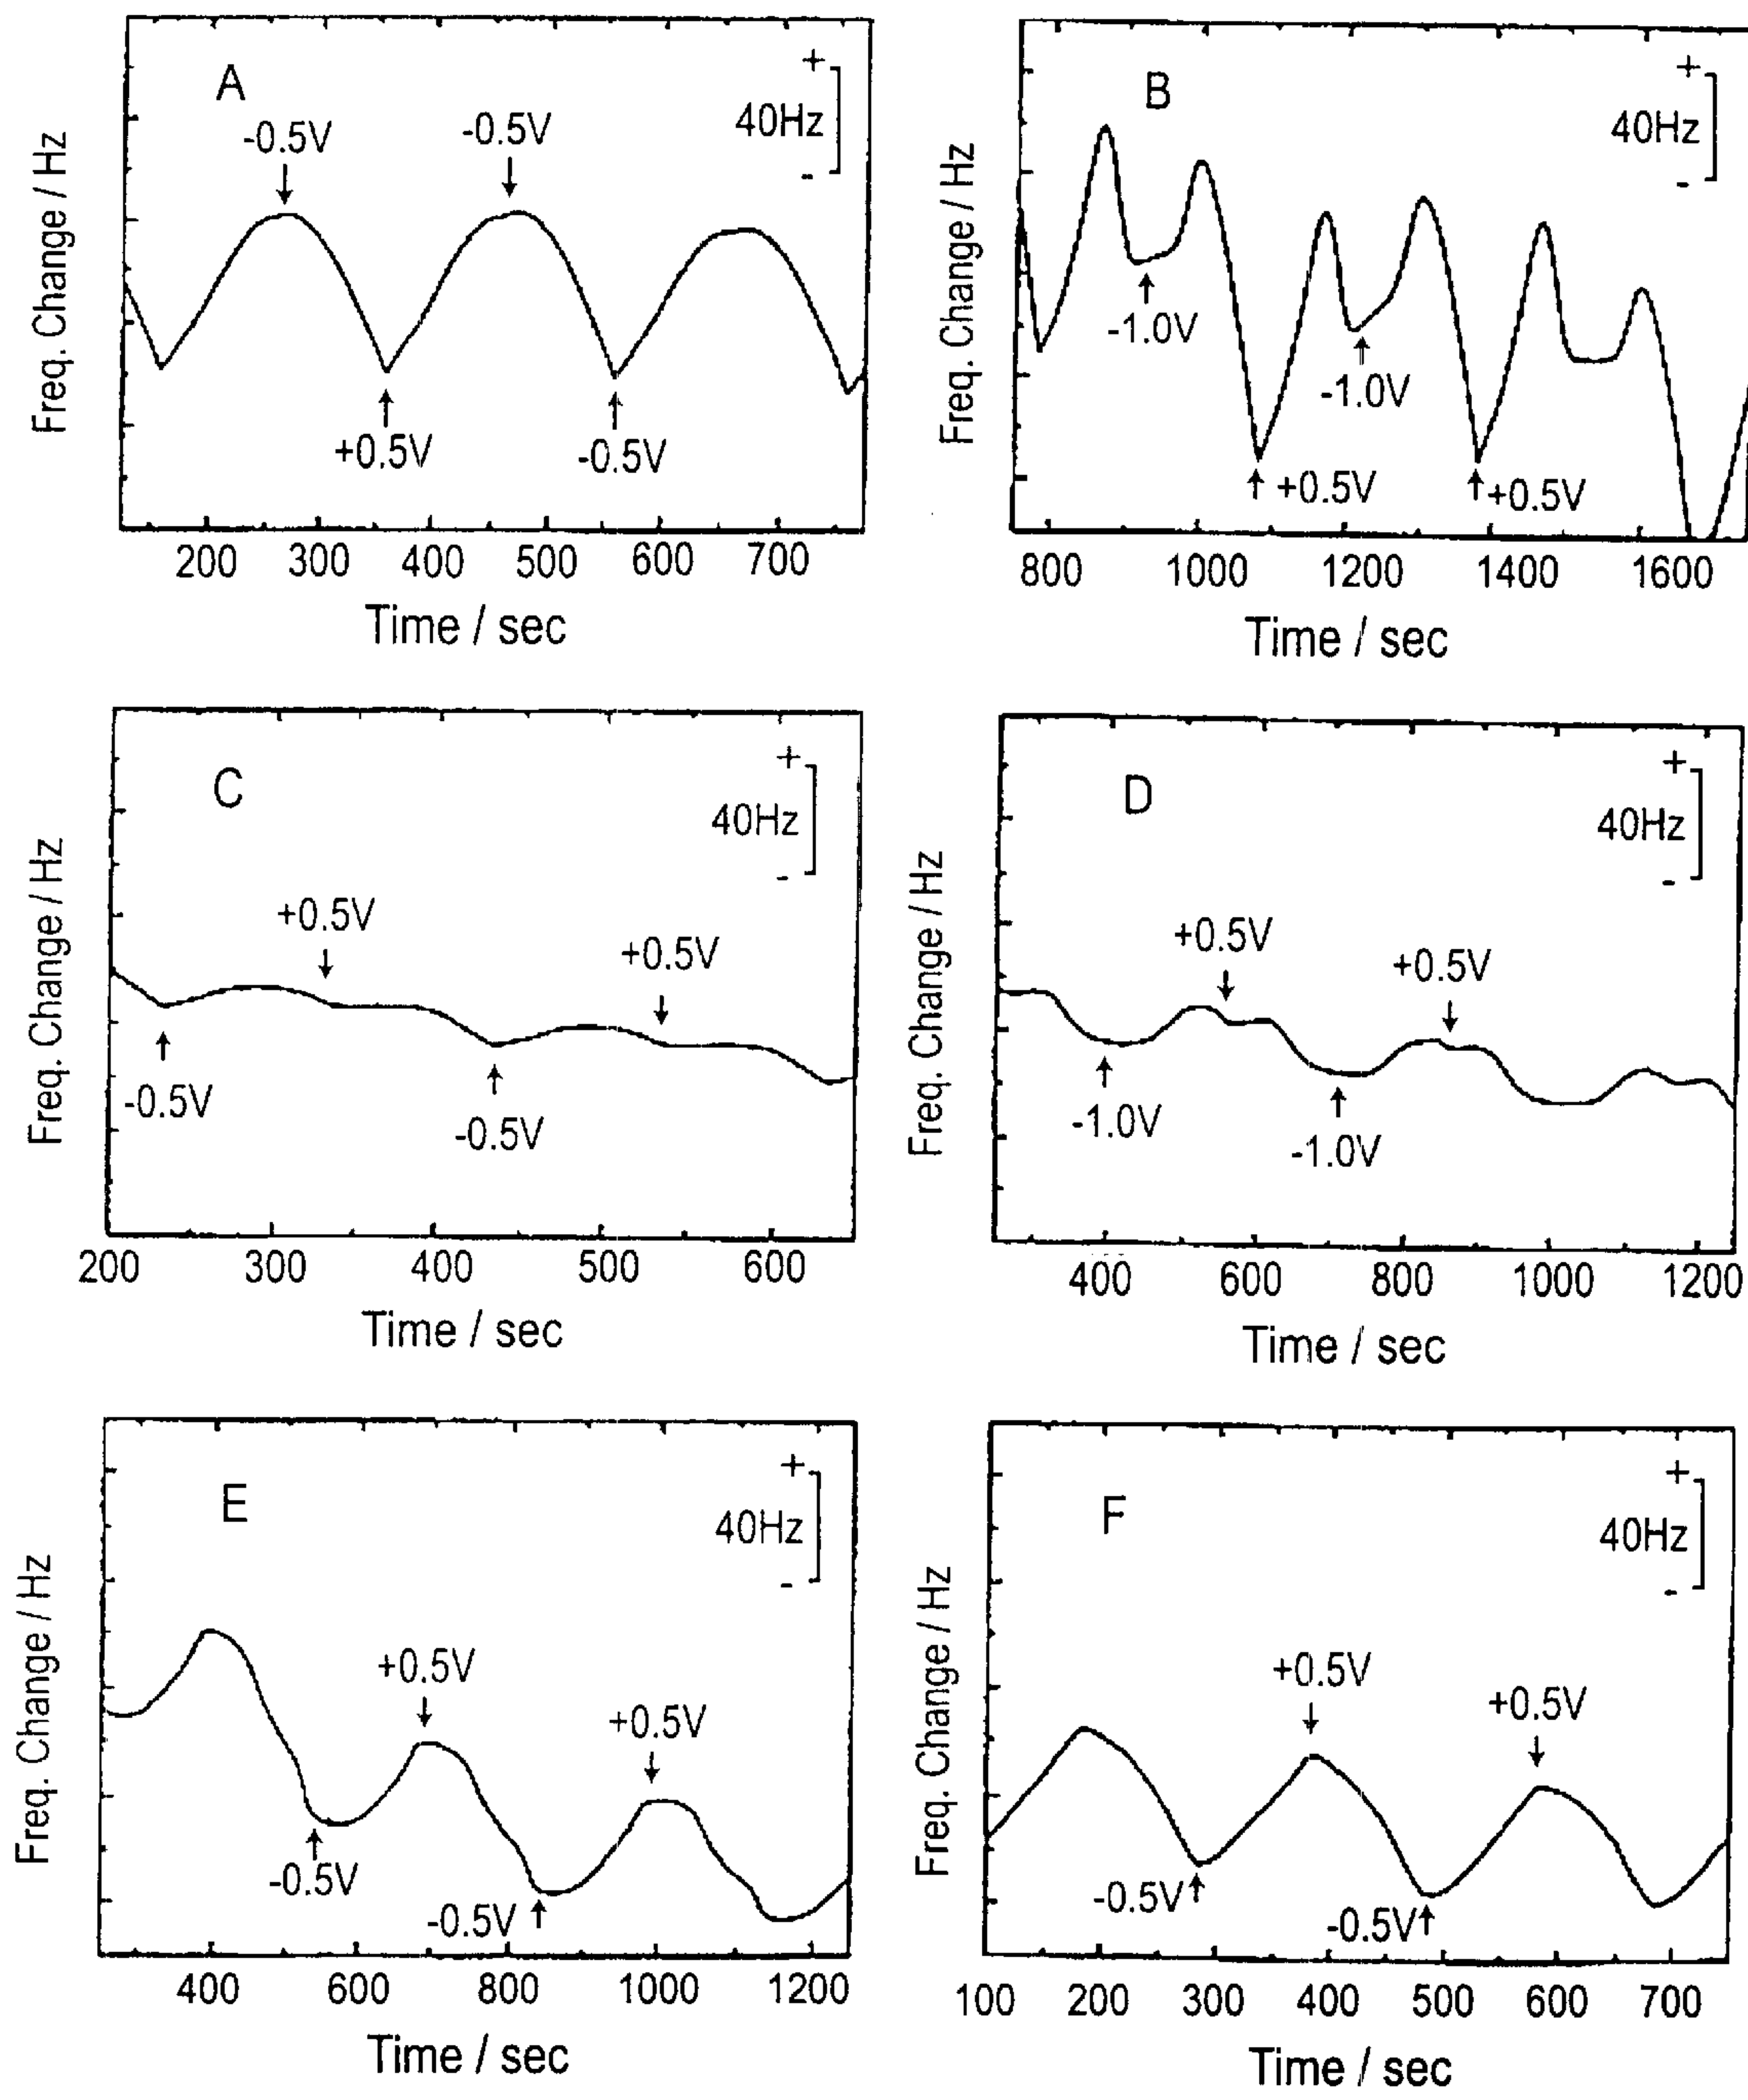 A
+
40Hz
-
-0.5V
-0.5V
+0.5V
-0.5V
Freq. Change / Hz
200 300 400 500 600 700
Time / sec
B
+
40Hz
-
-1.0V
-1.0V
+0.5V
+0.5V
Freq. Change / Hz
800 1000 1200 1400 1600
Time / sec
C
+
40Hz
-
+0.5V
+0.5V
-0.5V
-0.5V
Freq. Change / Hz
200 300 400 500 600
Time / sec
D
+
40Hz
-
+0.5V
+0.5V
-1.0V
-1.0V
Freq. Change / Hz
400 600 800 1000 1200
Time / sec
E
+
40Hz
-
+0.5V
+0.5V
-0.5V
-0.5V
Freq. Change / Hz
400 600 800 1000 1200
Time / sec
F
+
40Hz
-
+0.5V
+0.5V
-0.5V
-0.5V
Freq. Change / Hz
100 200 300 400 500 600 700
Time / sec